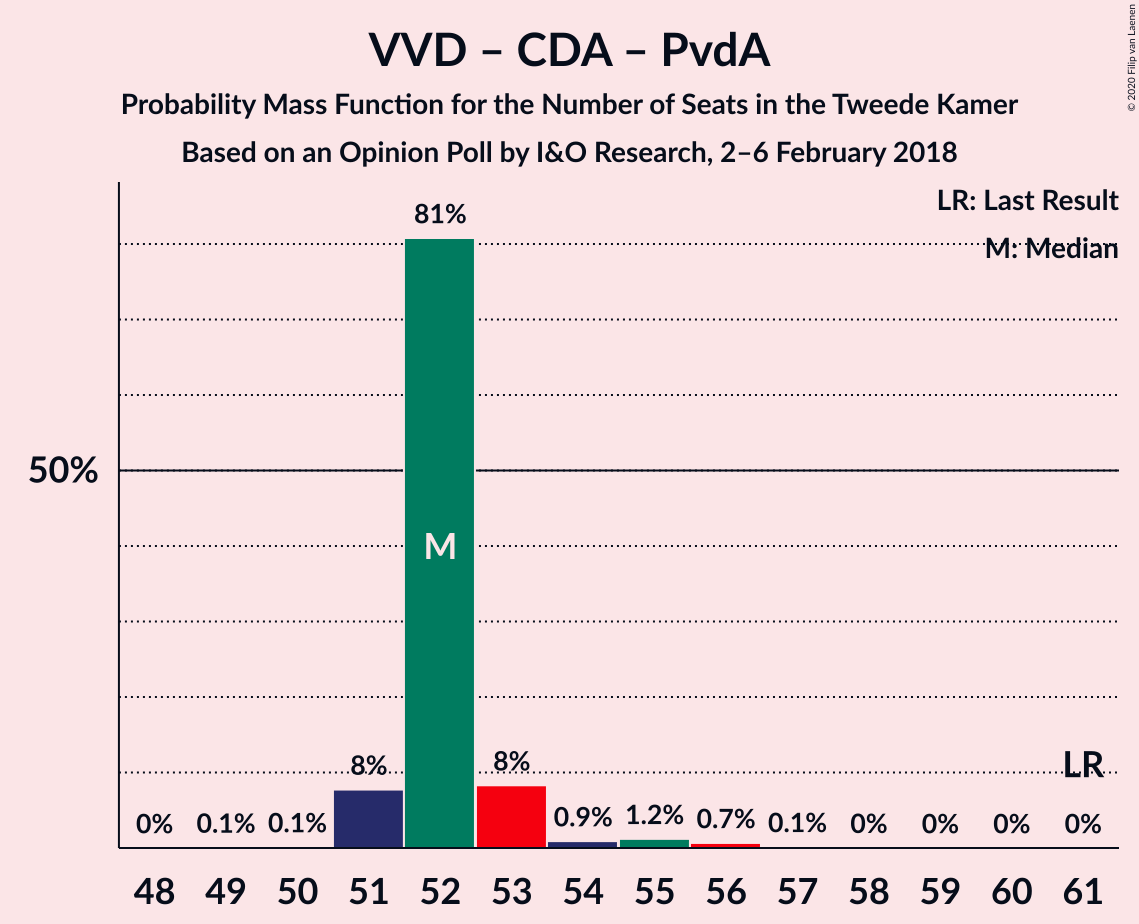 VVD – CDA – PvdA
Probability Mass Function for the Number of Seats in the Tweede Kamer
Based on an Opinion Poll by I&O Research, 2–6 February 2018
© 2020 Filip van Laenen
LR: Last Result
M: Median
50%
0% 0.1% 0.1% 8% 81% 8% 0.9% 1.2% 0.7% 0.1% 0% 0% 0% 0%
M
LR
48 49 50 51 52 53 54 55 56 57 58 59 60 61